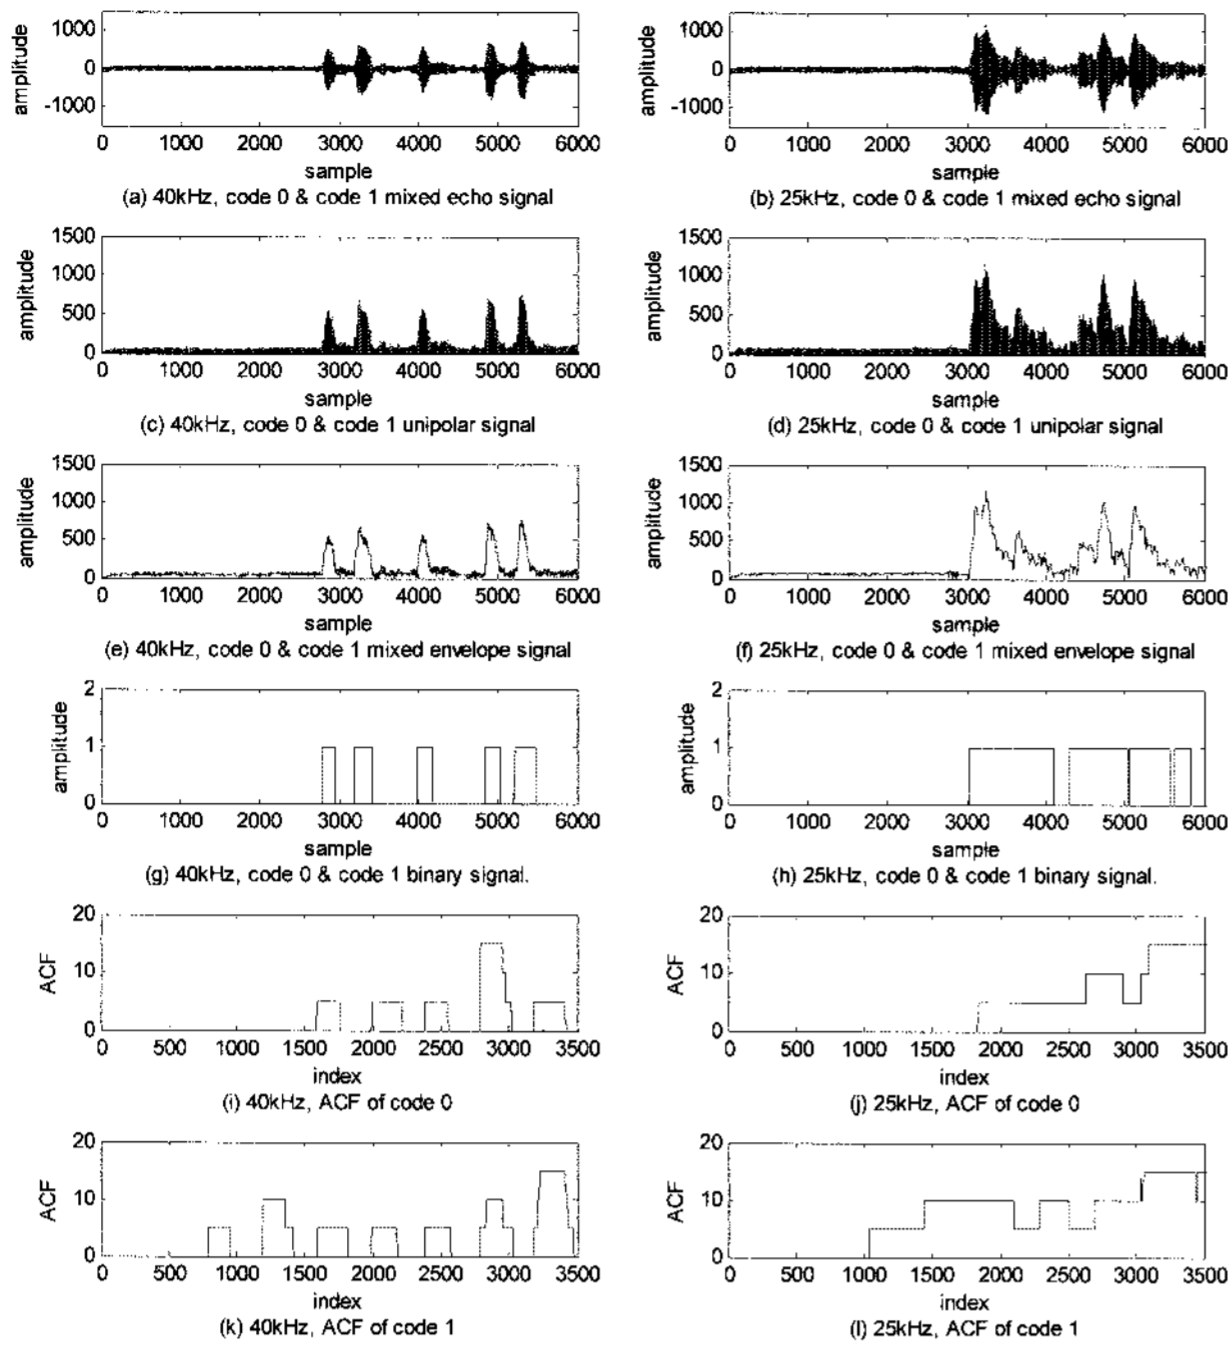 1000
0
-1000
amplitude
0 1000 2000 3000 4000 5000 6000
sample
(a) 40kHz, code 0 & code 1 mixed echo signal
1000
0
-1000
amplitude
0 1000 2000 3000 4000 5000 6000
sample
(b) 25kHz, code 0 & code 1 mixed echo signal
1500
1000
500
0
amplitude
0 1000 2000 3000 4000 5000 6000
sample
(c) 40kHz, code 0 & code 1 unipolar signal
1500
1000
500
0
amplitude
0 1000 2000 3000 4000 5000 6000
sample
(d) 25kHz, code 0 & code 1 unipolar signal
1500
1000
500
0
amplitude
0 1000 2000 3000 4000 5000 6000
sample
(e) 40kHz, code 0 & code 1 mixed envelope signal
1500
1000
500
0
amplitude
0 1000 2000 3000 4000 5000 6000
sample
(f) 25kHz, code 0 & code 1 mixed envelope signal
2
1
0
amplitude
0 1000 2000 3000 4000 5000 6000
sample
(g) 40kHz, code 0 & code 1 binary signal.
2
1
0
amplitude
0 1000 2000 3000 4000 5000 6000
sample
(h) 25kHz, code 0 & code 1 binary signal.
20
10
0
ACF
0 500 1000 1500 2000 2500 3000 3500
index
(i) 40kHz, ACF of code 0
20
10
0
ACF
0 500 1000 1500 2000 2500 3000 3500
index
(j) 25kHz, ACF of code 0
20
10
0
ACF
0 500 1000 1500 2000 2500 3000 3500
index
(k) 40kHz, ACF of code 1
20
10
0
ACF
0 500 1000 1500 2000 2500 3000 3500
index
(l) 25kHz, ACF of code 1